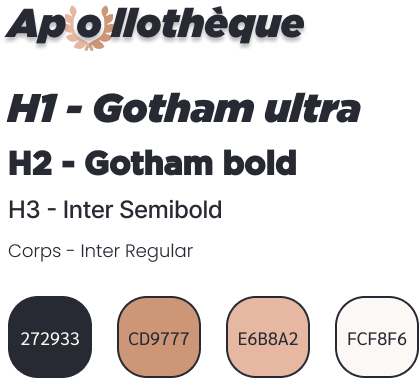 Apollothèque
H1 - Gotham ultra
H2 - Gotham bold
H3 - Inter Semibold
Corps - Inter Regular
272933 CD9777 E6B8A2 FCF8F6